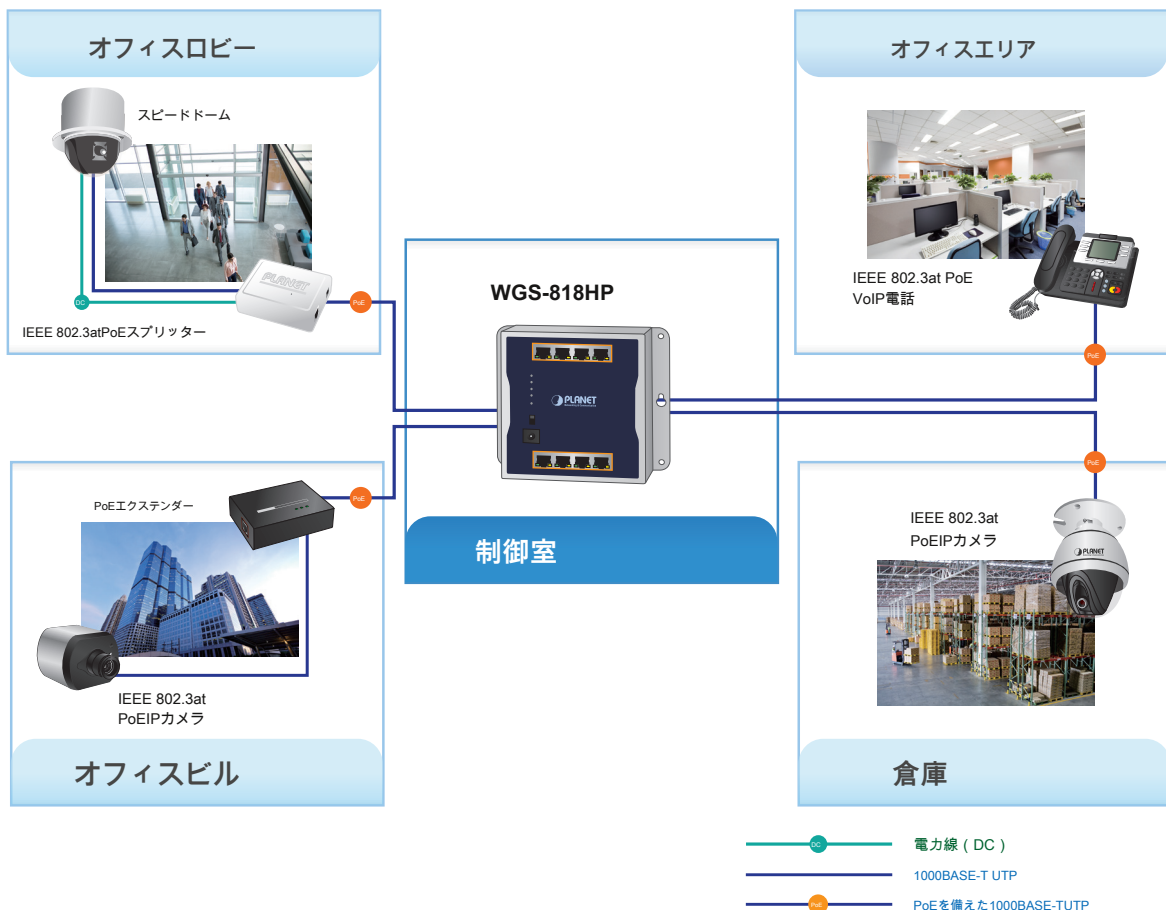 オフィスロビー
スピードドーム
PLANET
DC
PoE
IEEE 802.3atPoEスプリッター
オフィスエリア
IEEE 802.3at PoE
VoIP電話
PoE
WGS-818HP
PLANET
制御室
PoEエクステンダー
PoE
IEEE 802.3at
PoEIPカメラ
オフィスビル
PoE
IEEE 802.3at
PoEIPカメラ
PLANET
倉庫
DC
電力線 ( DC )
1000BASE-T UTP
PoE
PoEを備えた1000BASE-TUTP